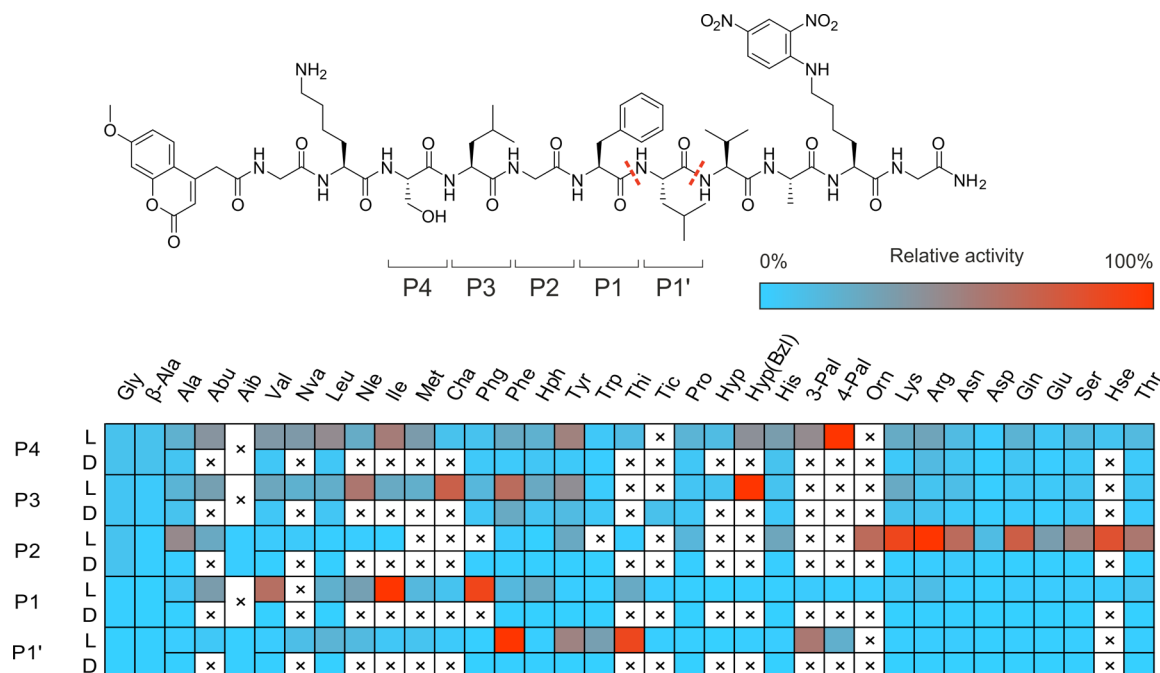 O₂N NO₂
NH₂ NH
O O O O O O
O H N N H H N N H H N N H H N N H H N N H H N NH₂
O O O O O O O
OH
P4 P3 P2 P1 P1'
Relative activity
0% 100%
Gly β-Ala Ala Abu Aib Val Nva Leu Nle Ile Met Cha Phg Phe Hph Tyr Trp Thi Tic Pro Hyp Hyp(Bzl) His 3-Pal 4-Pal Orn Lys Arg Asn Asp Gln Glu Ser Hse Thr
P4 L
D
P3 L
D
P2 L
D
P1 L
D
P1' L
D